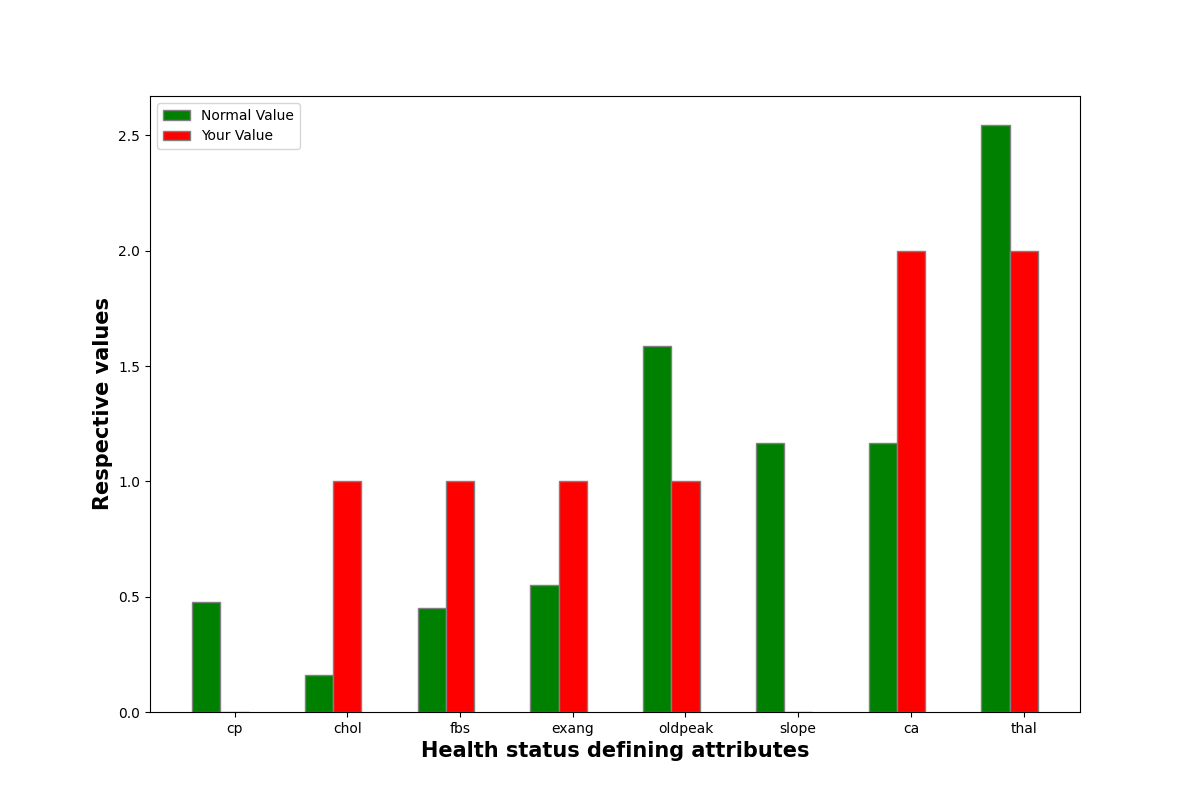 Normal Value
Your Value
Respective values
2.5
2.0
1.5
1.0
0.5
0.0
cp chol fbs exang oldpeak slope ca thal
Health status defining attributes